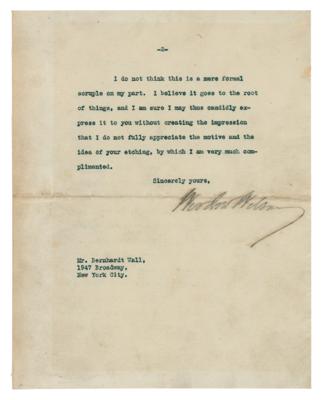 -2-
I do not think this is a mere formal
scruple on my part. I believe it goes to the root
of things, and I am sure I may thus candidly ex-
press it to you without creating the impression
that I do not fully appreciate the motive and the
idea of your etching, by which I am very much com-
plimented.
Sincerely yours,
Woodrow Wilson
Mr. Bernhardt Wall,
1947 Broadway,
New York City.